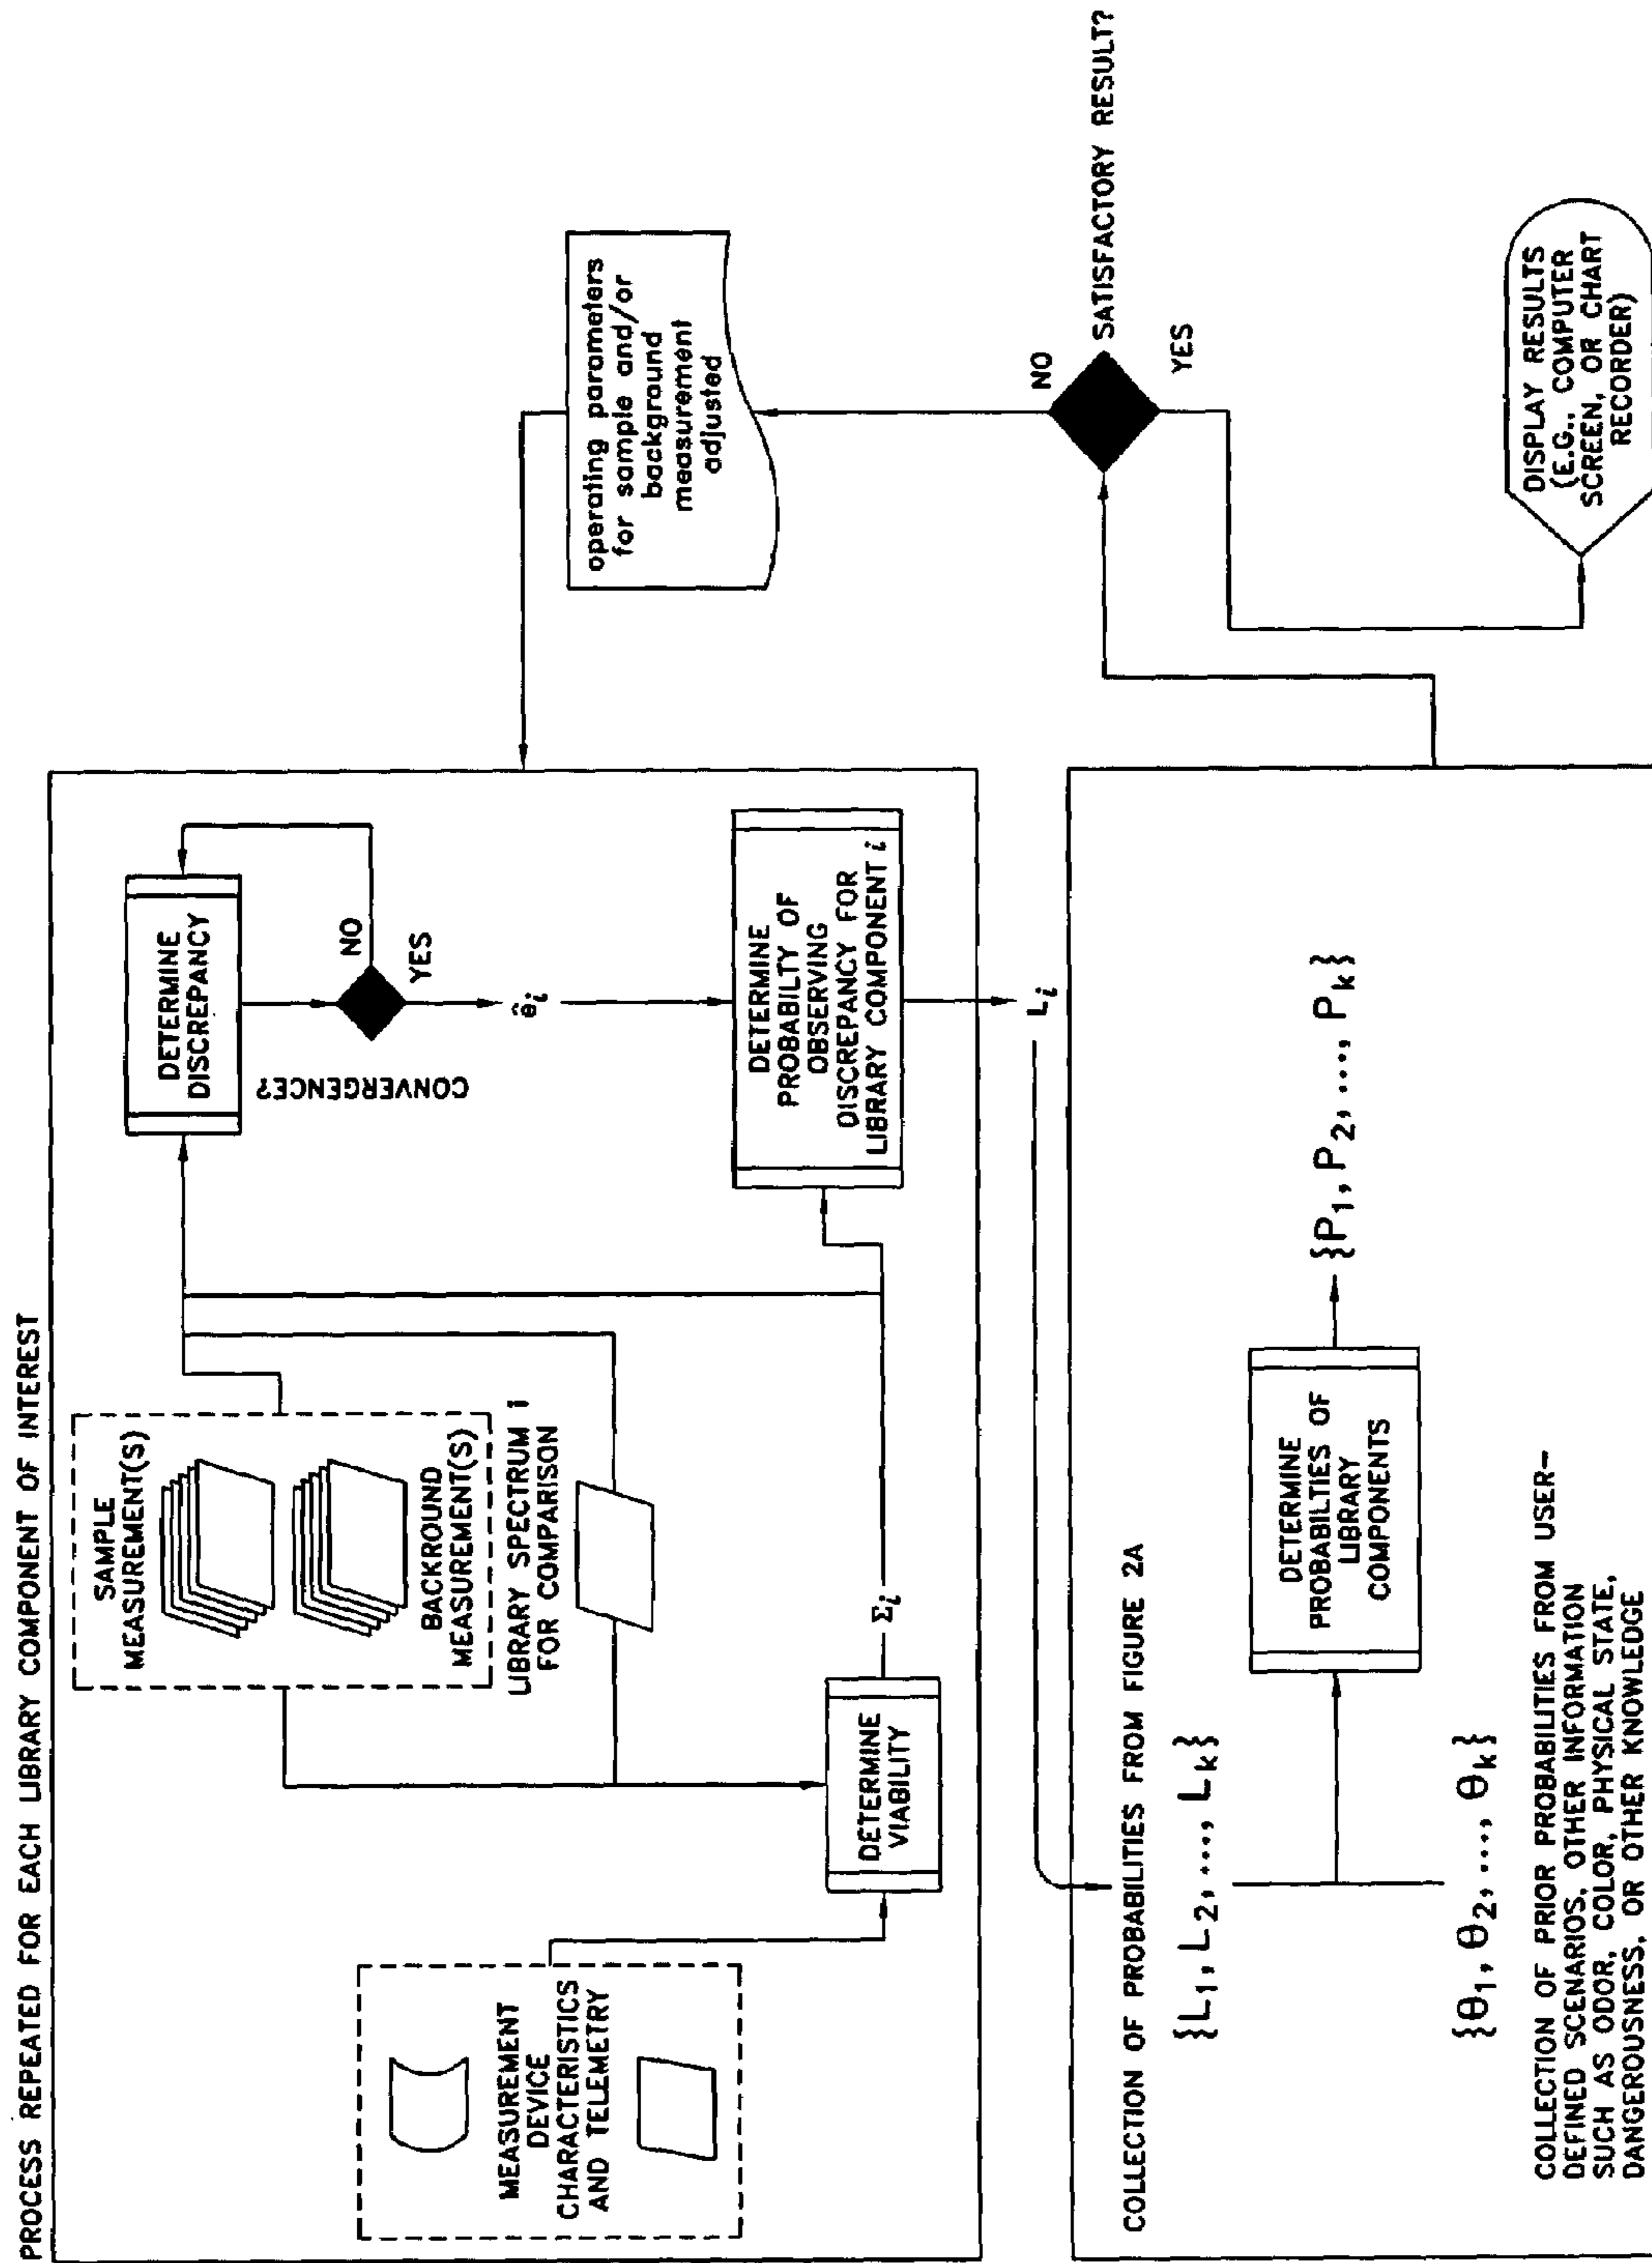 PROCESS REPEATED FOR EACH LIBRARY COMPONENT OF INTEREST
MEASUREMENT
DEVICE
CHARACTERISTICS
AND TELEMETRY
SAMPLE
MEASUREMENT(S)
BACKROUND
MEASUREMENT(S)
LIBRARY SPECTRUM i
FOR COMPARISON
DETERMINE
VIABILITY
Σi
DETERMINE
DISCREPANCY
CONVERGENCE?
NO
YES
êi
DETERMINE
PROBABILTY OF
OBSERVING
DISCREPANCY FOR
LIBRARY COMPONENT i
Li
operating parameters
for sample and/or
background
measurement
adjusted
COLLECTION OF PROBABILITIES FROM FIGURE 2A
{L1, L2, ..., Lk}
{θ1, θ2, ..., θk}
COLLECTION OF PRIOR PROBABILITIES FROM USER-
DEFINED SCENARIOS, OTHER INFORMATION
SUCH AS ODOR, COLOR, PHYSICAL STATE,
DANGEROUSNESS, OR OTHER KNOWLEDGE
DETERMINE
PROBABILTIES OF
LIBRARY
COMPONENTS
{P1, P2, ..., Pk}
NO
SATISFACTORY RESULT?
YES
DISPLAY RESULTS
(E.G., COMPUTER
SCREEN, OR CHART
RECORDER)